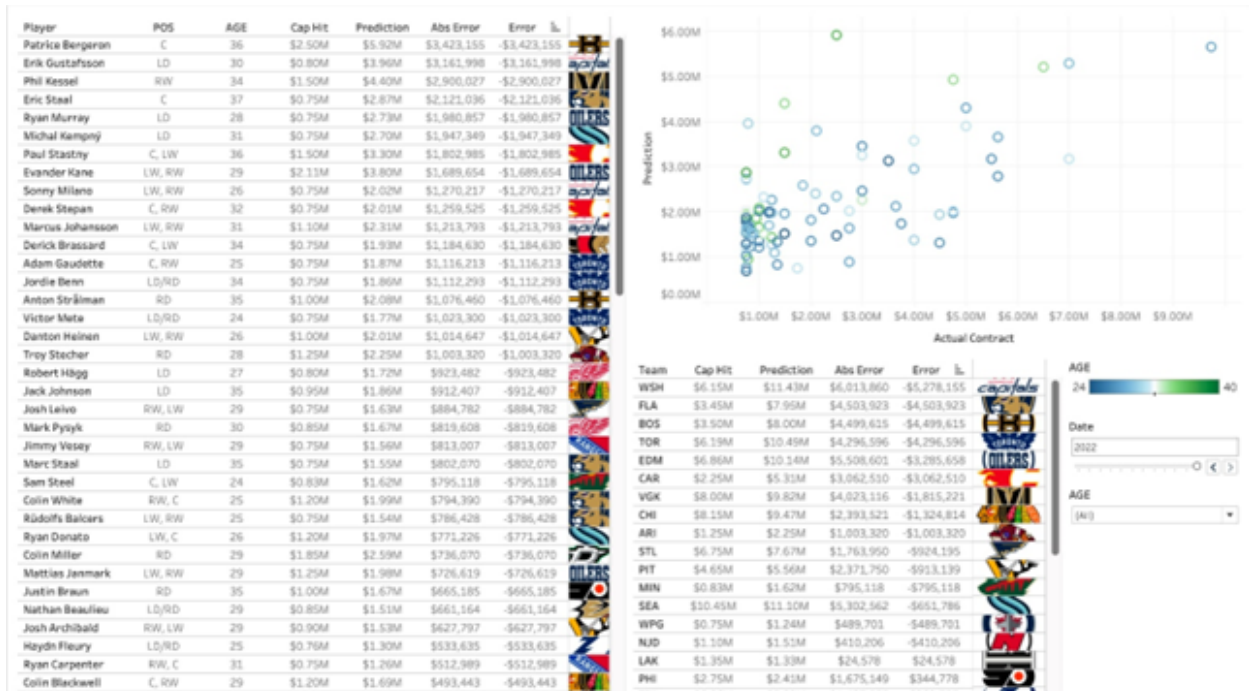 Player POS AGE Cap Hit Prediction Abs Error Error
Patrice Bergeron C 36 $2.50M $5.92M $3,423,155 -$3,423,155
Erik Gustafsson LD 30 $0.80M $3.96M $3,161,998 -$3,161,998
Phil Kessel RW 34 $1.50M $4.40M $2,900,027 -$2,900,027
Eric Staal C 37 $0.75M $2.87M $2,121,036 -$2,121,036
Ryan Murray LD 28 $0.75M $2.73M $1,980,857 -$1,980,857
Michal Kempný LD 31 $0.75M $2.70M $1,947,349 -$1,947,349
Paul Stastny C, LW 36 $1.50M $3.30M $1,802,985 -$1,802,985
Evander Kane LW, RW 29 $2.11M $3.80M $1,689,654 -$1,689,654
Sonny Milano LW, RW 26 $0.75M $2.02M $1,270,217 -$1,270,217
Derek Stepan C, RW 32 $0.75M $2.01M $1,259,525 -$1,259,525
Marcus Johansson LW, RW 31 $1.10M $2.31M $1,213,793 -$1,213,793
Derick Brassard C, LW 34 $0.75M $1.93M $1,184,630 -$1,184,630
Adam Gaudette C, RW 25 $0.75M $1.87M $1,116,213 -$1,116,213
Jordie Benn LD/RD 34 $0.75M $1.86M $1,112,293 -$1,112,293
Anton Strålman RD 35 $1.00M $2.08M $1,076,460 -$1,076,460
Victor Mete LD/RD 24 $0.75M $1.77M $1,023,300 -$1,023,300
Danton Heinen LW, RW 26 $1.00M $2.01M $1,014,647 -$1,014,647
Troy Stecher RD 28 $1.25M $2.25M $1,003,320 -$1,003,320
Robert Hägg LD 27 $0.80M $1.72M $923,482 -$923,482
Jack Johnson LD 35 $0.95M $1.86M $912,407 -$912,407
Josh Leivo RW, LW 29 $0.75M $1.63M $884,782 -$884,782
Mark Pysyk RD 30 $0.85M $1.67M $819,608 -$819,608
Jimmy Vesey RW, LW 29 $0.75M $1.56M $813,007 -$813,007
Marc Staal LD 35 $0.75M $1.55M $802,070 -$802,070
Sam Steel C, LW 24 $0.83M $1.62M $795,118 -$795,118
Colin White RW, C 25 $1.20M $1.99M $794,390 -$794,390
Rūdolfs Balcers LW, RW 25 $0.75M $1.54M $786,428 -$786,428
Ryan Donato LW, C 26 $1.20M $1.97M $771,226 -$771,226
Colin Miller RD 29 $1.85M $2.59M $736,070 -$736,070
Mattias Janmark LW, RW 29 $1.25M $1.98M $726,619 -$726,619
Justin Braun RD 35 $1.00M $1.67M $665,185 -$665,185
Nathan Beaulieu LD/RD 29 $0.85M $1.51M $661,164 -$661,164
Josh Archibald RW, LW 29 $0.90M $1.53M $627,797 -$627,797
Haydn Fleury LD/RD 25 $0.76M $1.30M $533,635 -$533,635
Ryan Carpenter RW, C 31 $0.75M $1.26M $512,989 -$512,989
Colin Blackwell C, RW 29 $1.20M $1.69M $493,443 -$493,443
$6.00M
$5.00M
$4.00M
$3.00M
$2.00M
$1.00M
$0.00M
Prediction
$1.00M $2.00M $3.00M $4.00M $5.00M $6.00M $7.00M $8.00M $9.00M
Actual Contract
Team Cap Hit Prediction Abs Error Error
WSH $6.15M $11.43M $6,013,860 -$5,278,155 capitals
FLA $3.45M $7.95M $4,503,923 -$4,503,923
BOS $3.50M $8.00M $4,499,615 -$4,499,615
TOR $6.19M $10.49M $4,296,596 -$4,296,596 TORONTO
EDM $6.86M $10.14M $5,508,601 -$3,285,658 OILERS
CAR $2.25M $5.31M $3,062,510 -$3,062,510
VGK $8.00M $9.82M $4,023,116 -$1,815,221
CHI $8.15M $9.47M $2,393,521 -$1,324,814
ARI $1.25M $2.25M $1,003,320 -$1,003,320
STL $6.75M $7.67M $1,763,950 -$924,195
PIT $4.65M $5.56M $2,371,750 -$913,139
MIN $0.83M $1.62M $795,118 -$795,118
SEA $10.45M $11.10M $5,302,562 -$651,786
WPG $0.75M $1.24M $489,701 -$489,701
NJD $1.10M $1.51M $410,206 -$410,206
LAK $1.35M $1.33M $24,578 $24,578
PHI $2.75M $2.41M $1,675,149 $344,778
AGE
24 40
Date
2022
AGE
(All)